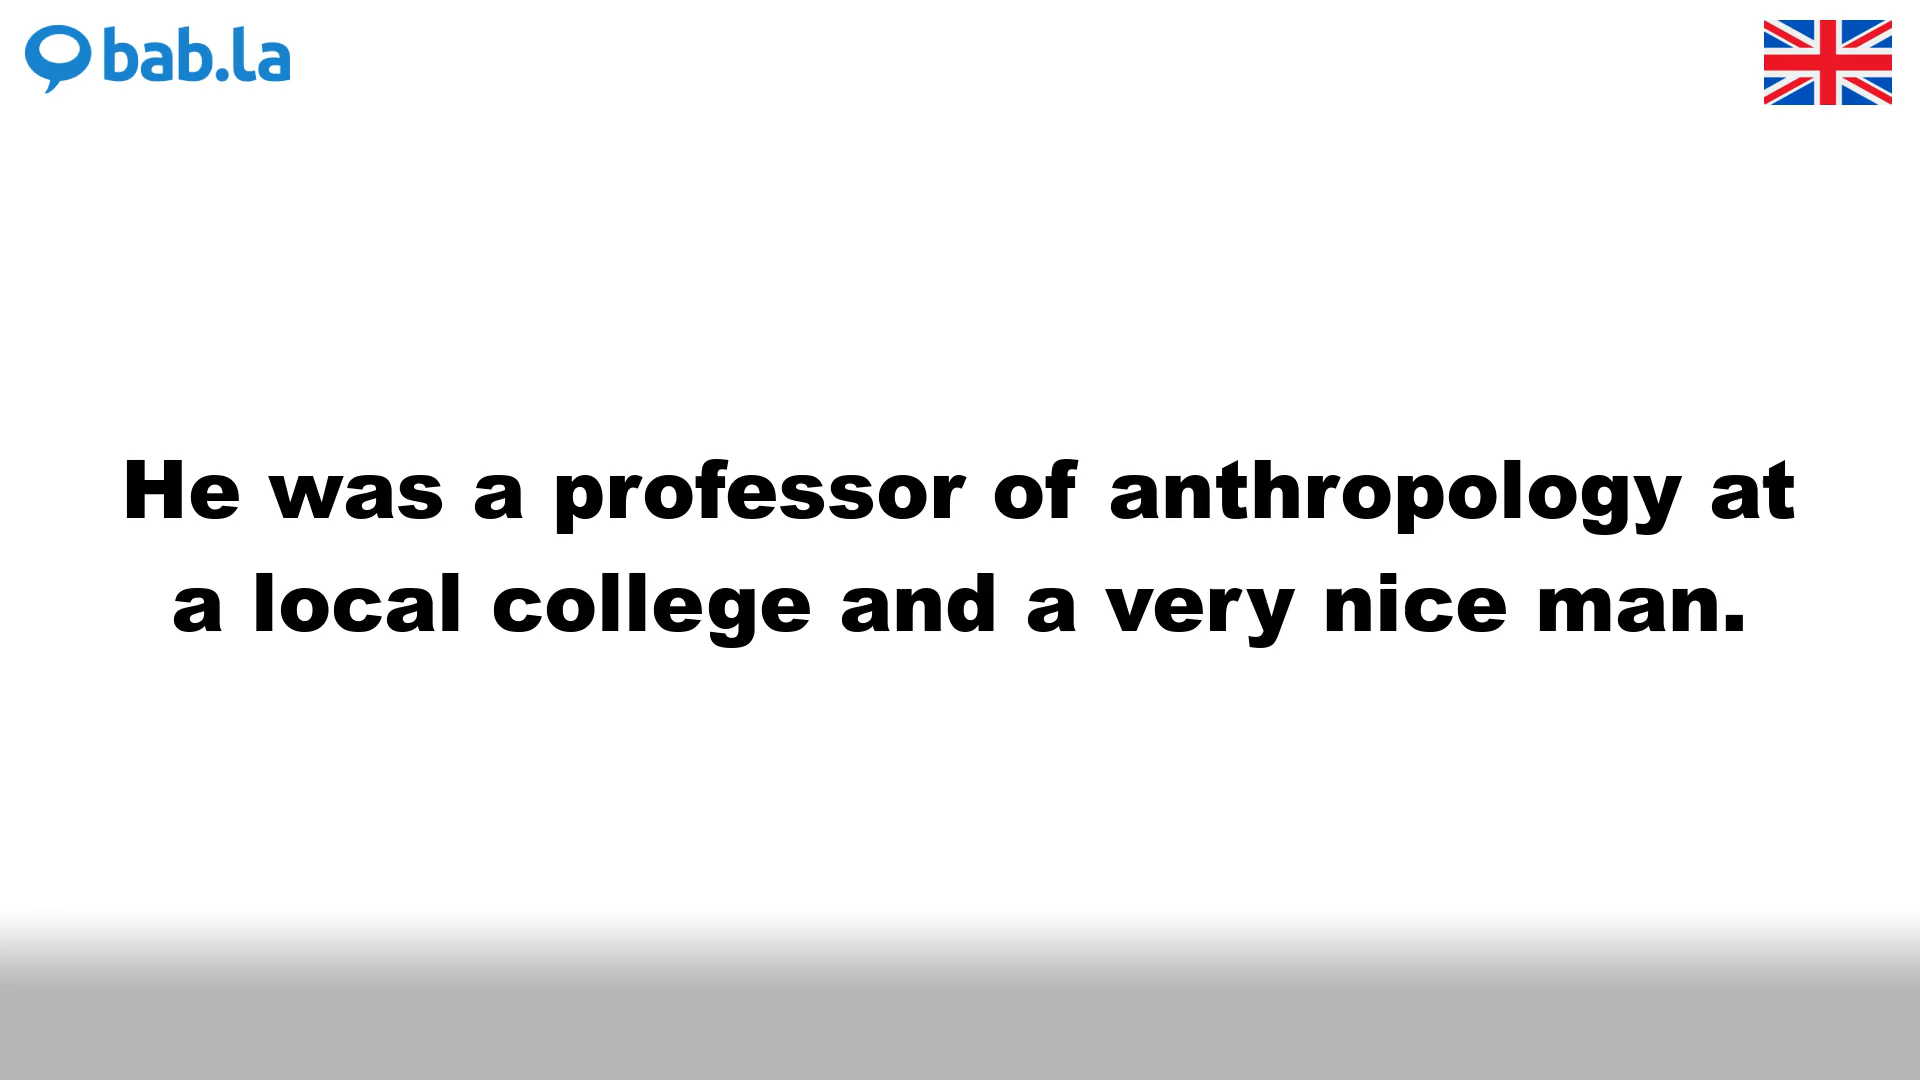 bab.la
He was a professor of anthropology at
a local college and a very nice man.